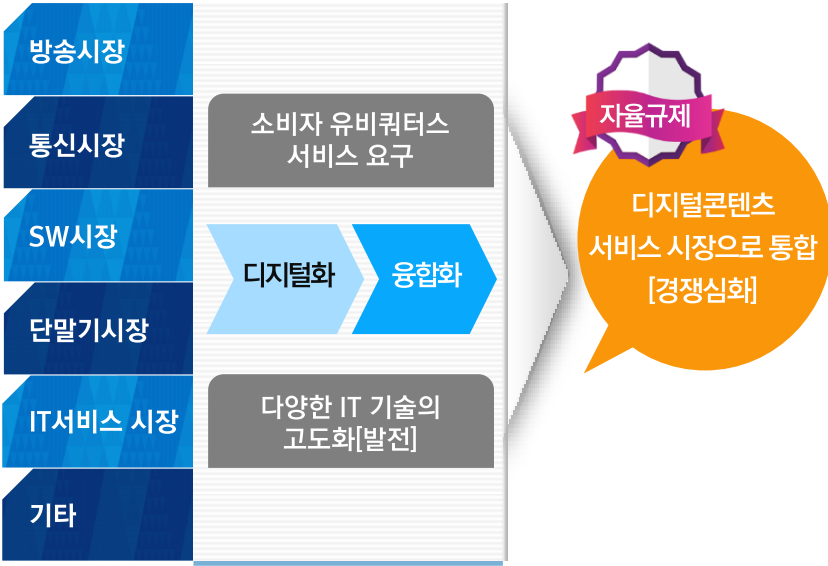 방송시장
통신시장
SW시장
단말기시장
IT서비스 시장
기타
소비자 유비쿼터스
서비스 요구
디지털화
융합화
다양한 IT 기술의
고도화[발전]
자율규제
디지털콘텐츠
서비스 시장으로 통합
[경쟁심화]